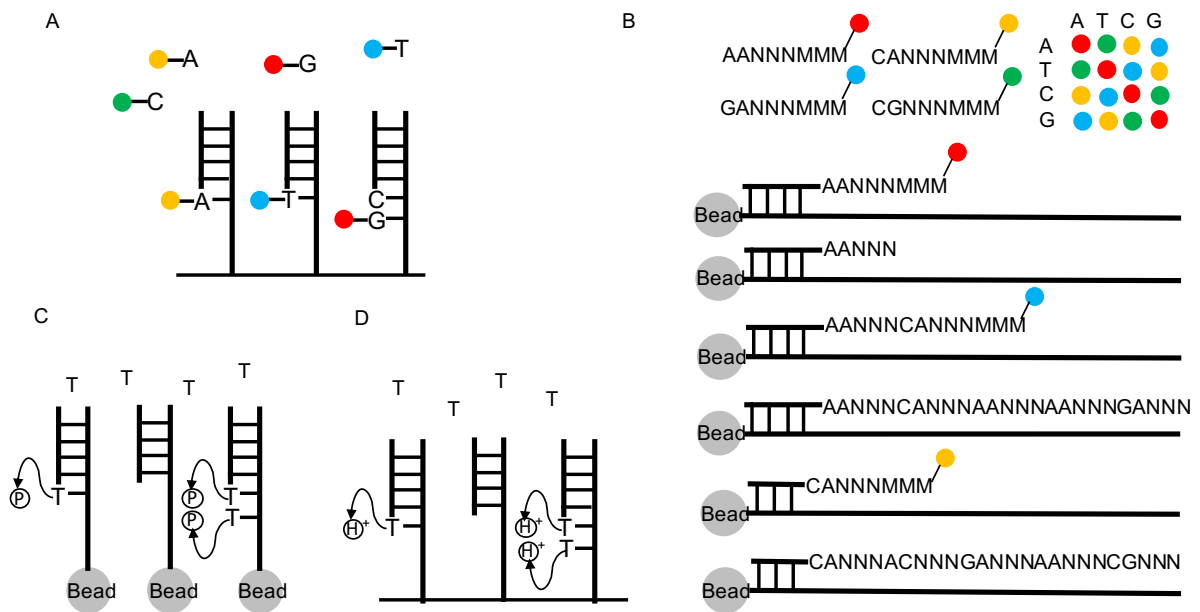 A
A
G
T
C
A
T
C
G
B
A T C G
AANNNMMM
CANNNMMM
A
T
GANNNMMM
CGNNNMMM
C
G
AANNNMMM
Bead
AANNN
Bead
AANNNCANNNMMM
Bead
AANNNCANNNAANNNAANNNGANNN
Bead
CANNNMMM
Bead
CANNNACNNNGANNNAANNNCGNNN
Bead
C
T T T T
P T
P T
P T
Bead Bead Bead
D
T T T T
H+ T
H+ T
H+ T